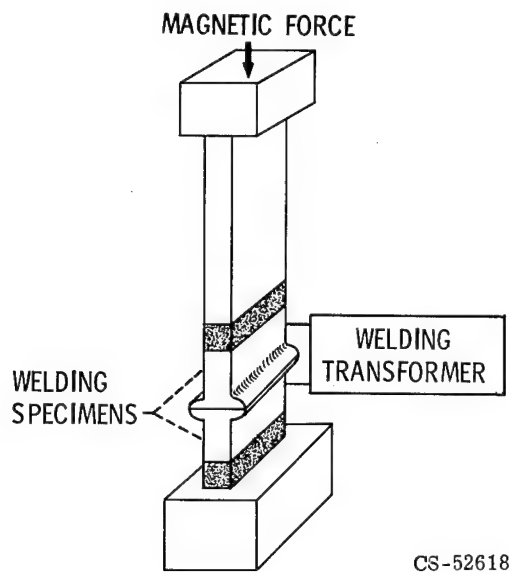 MAGNETIC FORCE
WELDING
TRANSFORMER
WELDING
SPECIMENS
CS-52618